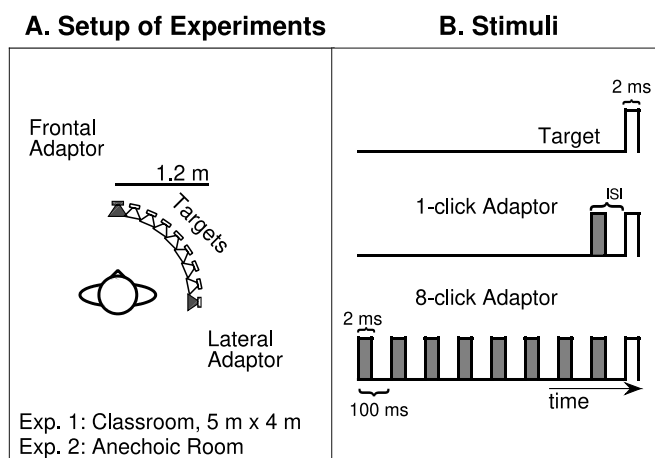 A. Setup of Experiments
Frontal
Adaptor
1.2 m
Targets
Lateral
Adaptor
Exp. 1: Classroom, 5 m x 4 m
Exp. 2: Anechoic Room
B. Stimuli
2 ms
Target
ISI
1-click Adaptor
8-click Adaptor
2 ms
100 ms
time